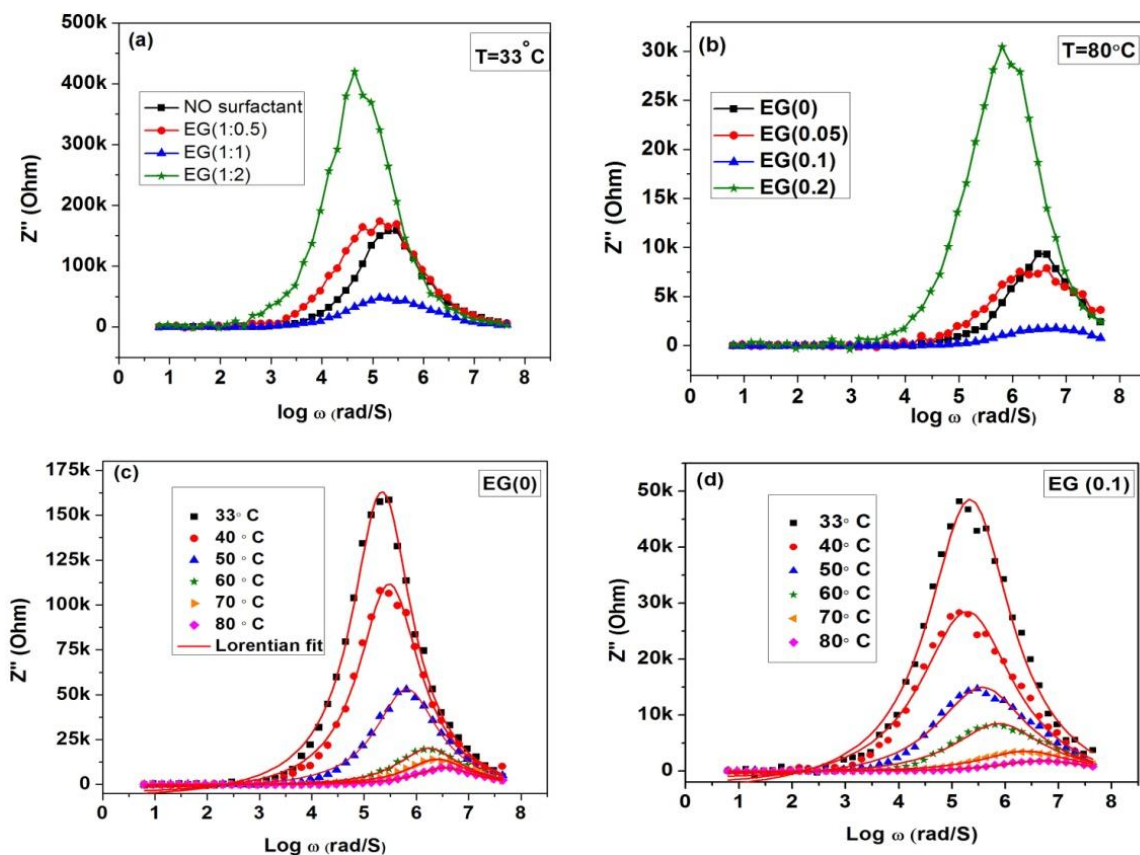 (a)
T=33°C
500k
400k
300k
200k
100k
0
Z" (Ohm)
NO surfactant
EG(1:0.5)
EG(1:1)
EG(1:2)
0 1 2 3 4 5 6 7 8
log ω (rad/S)
(b)
T=80°C
30k
25k
20k
15k
10k
5k
0
Z" (Ohm)
EG(0)
EG(0.05)
EG(0.1)
EG(0.2)
0 1 2 3 4 5 6 7 8
log ω (rad/S)
(c)
EG(0)
175k
150k
125k
100k
75k
50k
25k
0
Z" (Ohm)
33° C
40 ° C
50 ° C
60 ° C
70 ° C
80 ° C
Lorentian fit
0 1 2 3 4 5 6 7 8
Log ω (rad/S)
(d)
EG (0.1)
50k
40k
30k
20k
10k
0
Z" (Ohm)
33° C
40° C
50° C
60° C
70° C
80° C
0 1 2 3 4 5 6 7 8
Log ω (rad/S)